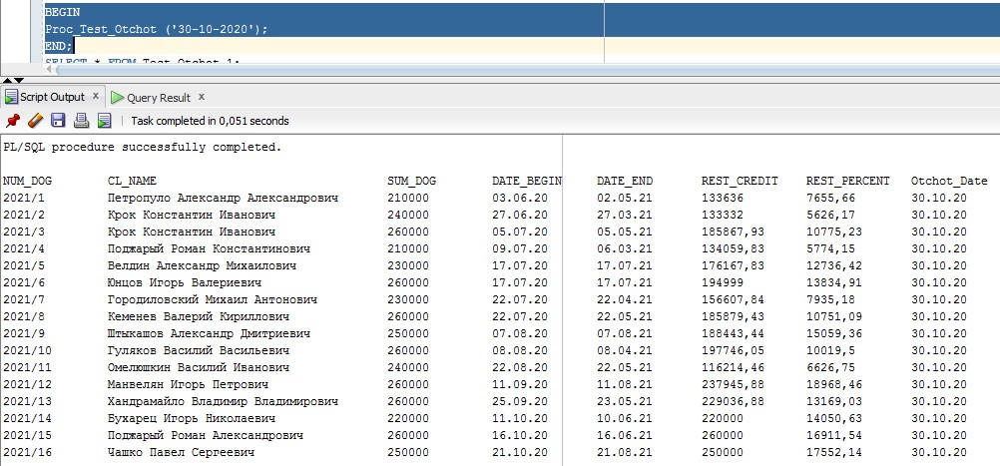 BEGIN
Proc_Test_Otchot ('30-10-2020');
END;
SELECT * FROM Test_Otchot_1;
Script Output x Query Result x
Task completed in 0,051 seconds
PL/SQL procedure successfully completed.
NUM_DOG CL_NAME SUM_DOG DATE_BEGIN DATE_END REST_CREDIT REST_PERCENT Otchot_Date
2021/1 Петропуло Александр Александрович 210000 03.06.20 02.05.21 133636 7655,66 30.10.20
2021/2 Крок Константин Иванович 240000 27.06.20 27.03.21 133332 5626,17 30.10.20
2021/3 Крок Константин Иванович 260000 05.07.20 05.05.21 185867,93 10775,23 30.10.20
2021/4 Поджарый Роман Константинович 210000 09.07.20 06.03.21 134059,83 5774,15 30.10.20
2021/5 Велдин Александр Михаилович 230000 17.07.20 17.07.21 176167,83 12736,42 30.10.20
2021/6 Юнцов Игорь Валериевич 260000 17.07.20 17.07.21 194999 13834,91 30.10.20
2021/7 Городиловский Михаил Антонович 230000 22.07.20 22.04.21 156607,84 7935,18 30.10.20
2021/8 Кеменев Валерий Кириллович 260000 22.07.20 22.05.21 185879,43 10751,09 30.10.20
2021/9 Штыкашов Александр Дмитриевич 250000 07.08.20 07.08.21 188443,44 15059,36 30.10.20
2021/10 Гуляков Василий Васильевич 260000 08.08.20 08.04.21 197746,05 10019,5 30.10.20
2021/11 Омелюшкин Василий Иванович 240000 22.08.20 22.05.21 116214,46 6626,75 30.10.20
2021/12 Манвелян Игорь Петрович 260000 11.09.20 11.08.21 237945,88 18968,46 30.10.20
2021/13 Хандрамайло Владимир Владимирович 260000 25.09.20 23.05.21 229036,88 13169,03 30.10.20
2021/14 Вухарец Игорь Николаевич 220000 11.10.20 10.06.21 220000 14050,63 30.10.20
2021/15 Поджарый Роман Александрович 260000 16.10.20 16.06.21 260000 16911,54 30.10.20
2021/16 Чашко Павел Сергеевич 250000 21.10.20 21.08.21 250000 17552,14 30.10.20